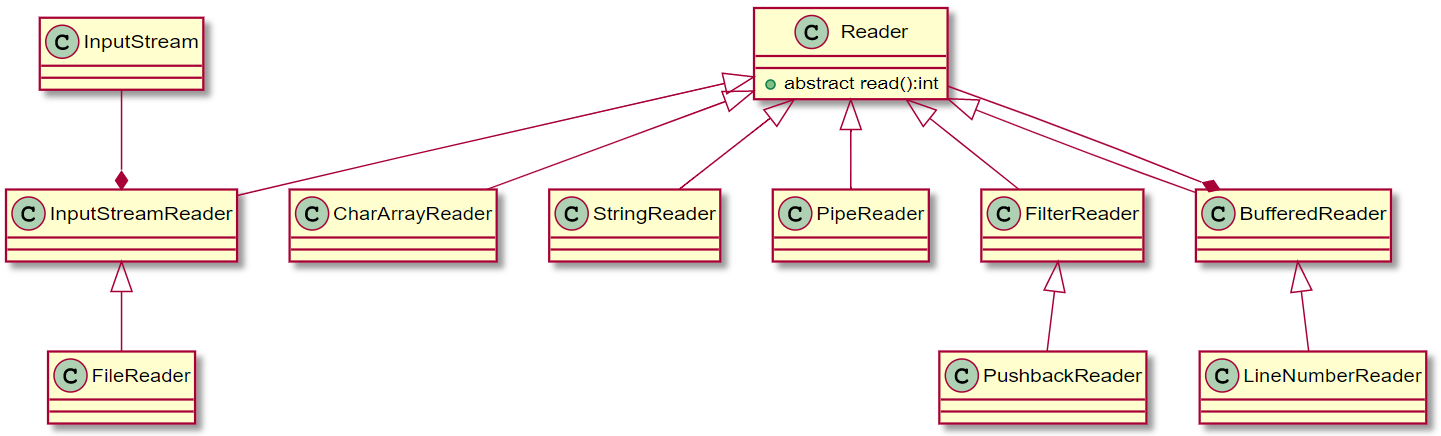 C InputStream
C Reader
abstract read():int
C InputStreamReader
C CharArrayReader
C StringReader
C PipeReader
C FilterReader
C BufferedReader
C FileReader
C PushbackReader
C LineNumberReader